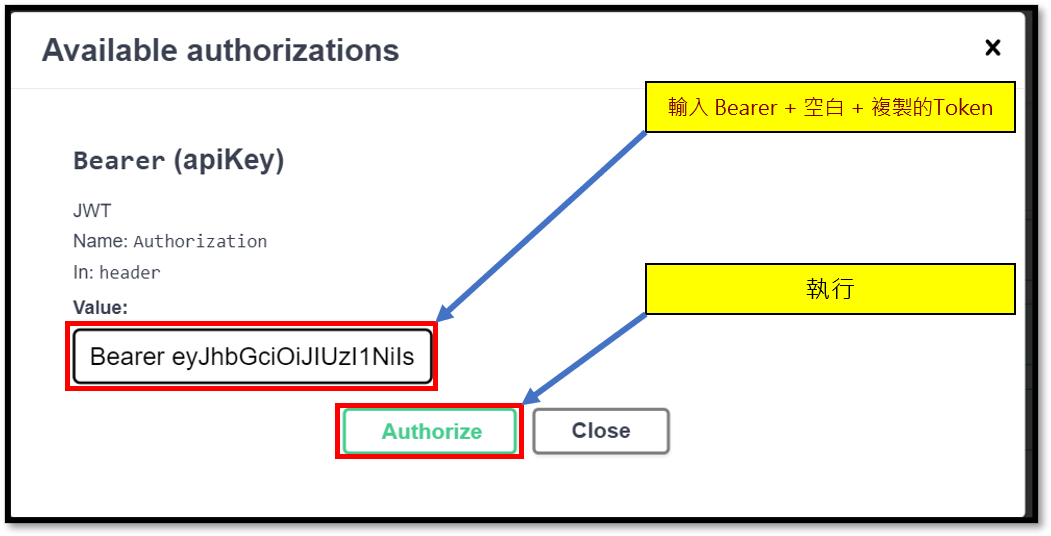 Available authorizations
×
輸入 Bearer + 空白 + 複製的Token
Bearer (apiKey)
JWT
Name: Authorization
In: header
執行
Value:
Bearer eyJhbGciOiJIUzI1NiIs
Authorize
Close